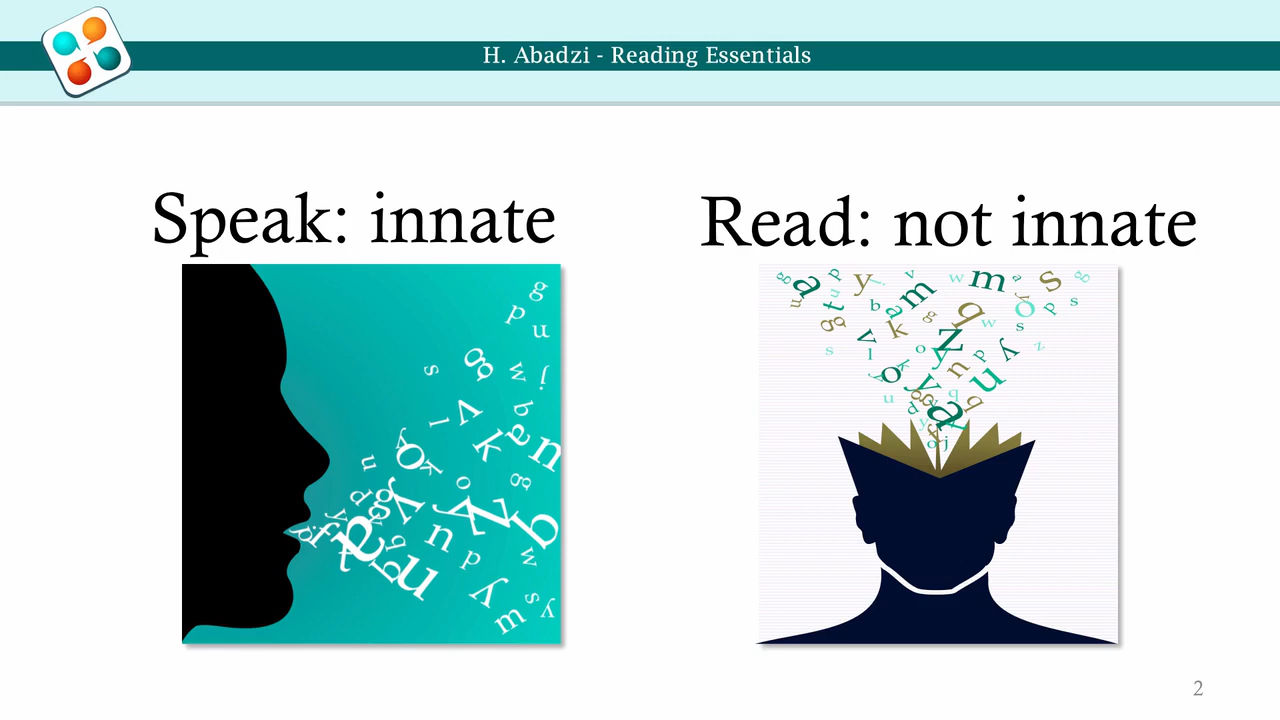 H. Abadzi - Reading Essentials
Speak: innate
Read: not innate
2